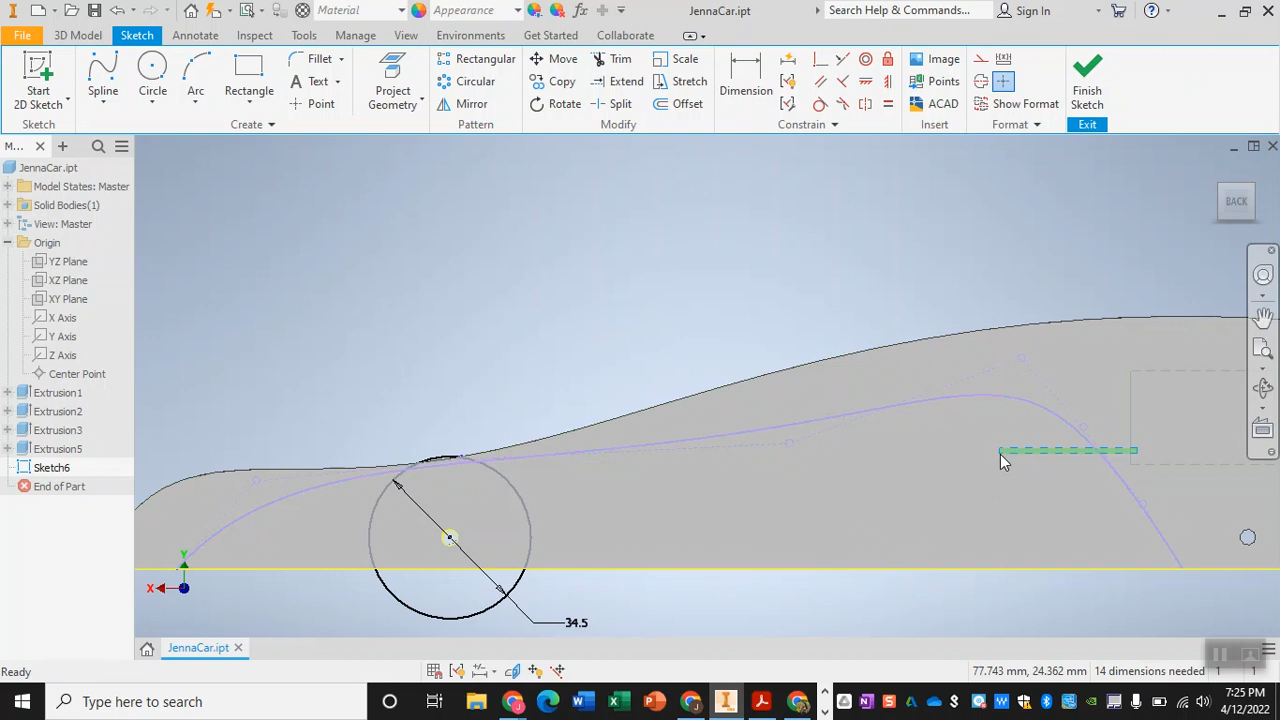 Material
Appearance
JennaCar.ipt
Search Help & Commands...
Sign In
File 3D Model Sketch Annotate Inspect Tools Manage View Environments Get Started Collaborate
Start 2D Sketch
Spline
Circle
Arc
Rectangle
Fillet
Text
Point
Project Geometry
Rectangular
Circular
Mirror
Move
Copy
Rotate
Trim
Extend
Split
Scale
Stretch
Offset
Dimension
Image
Points
ACAD
Show Format
Finish Sketch
Sketch Create Pattern Modify Constrain Insert Format Exit
M...
JennaCar.ipt
Model States: Master
Solid Bodies(1)
View: Master
Origin
YZ Plane
XZ Plane
XY Plane
X Axis
Y Axis
Z Axis
Center Point
Extrusion1
Extrusion2
Extrusion3
Extrusion5
Sketch6
End of Part
BACK
Y
X
34.5
JennaCar.ipt
Ready
77.743 mm, 24.362 mm 14 dimensions needed 1 1
Type here to search
7:25 PM
4/12/2022